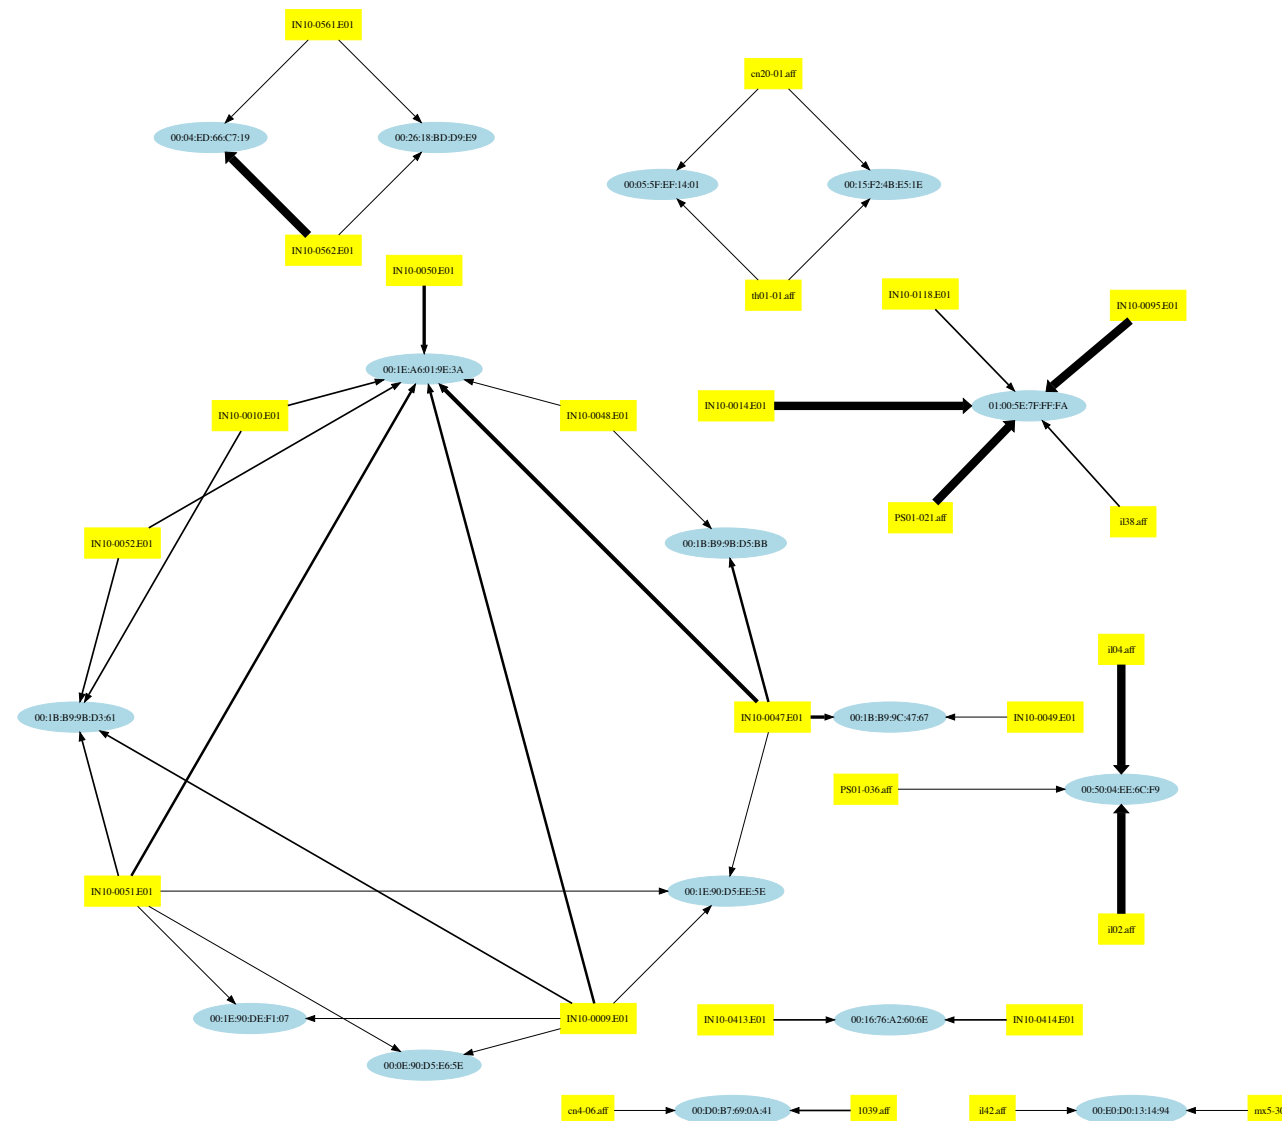 IN10-0561.E01
cn20-01.aff
00:04:ED:66:C7:19
00:26:18:BD:D9:E9
00:05:5F:EF:14:01
00:15:F2:4B:E5:1E
IN10-0562.E01
IN10-0050.E01
th01-01.aff
IN10-0118.E01
IN10-0095.E01
00:1E:A6:01:9E:3A
IN10-0010.E01
IN10-0048.E01
IN10-0014.E01
01:00:5E:7F:FF:FA
PS01-021.aff
il38.aff
IN10-0052.E01
00:1B:B9:9B:D5:BB
il04.aff
00:1B:B9:9B:D3:61
IN10-0047.E01
00:1B:B9:9C:47:67
IN10-0049.E01
PS01-036.aff
00:50:04:EE:6C:F9
IN10-0051.E01
00:1E:90:D5:EE:5E
il02.aff
00:1E:90:DE:F1:07
IN10-0009.E01
IN10-0413.E01
00:16:76:A2:60:6E
IN10-0414.E01
00:0E:90:D5:E6:5E
cn4-06.aff
00:D0:B7:69:0A:41
1039.aff
il42.aff
00:E0:D0:13:14:94